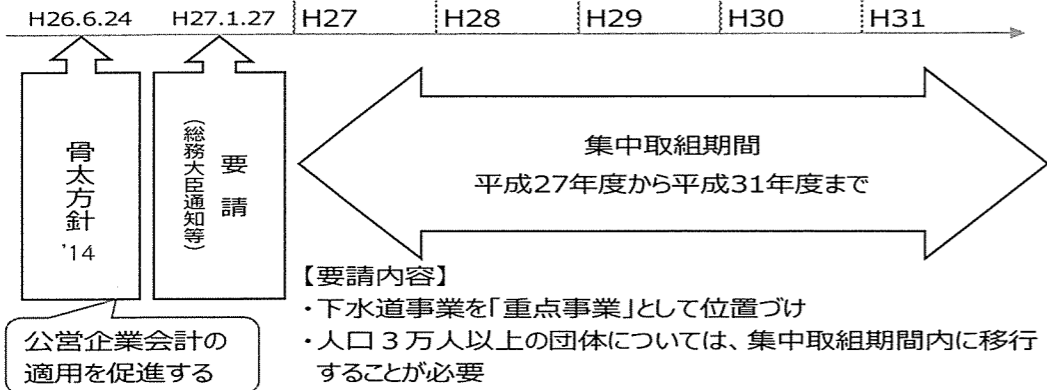 H26.6.24 H27.1.27 H27 H28 H29 H30 H31
骨太方針'14
要請
(総務大臣通知等)
集中取組期間
平成27年度から平成31年度まで
【要請内容】
・下水道事業を「重点事業」として位置づけ
・人口3万人以上の団体については、集中取組期間内に移行
することが必要
公営企業会計の
適用を促進する